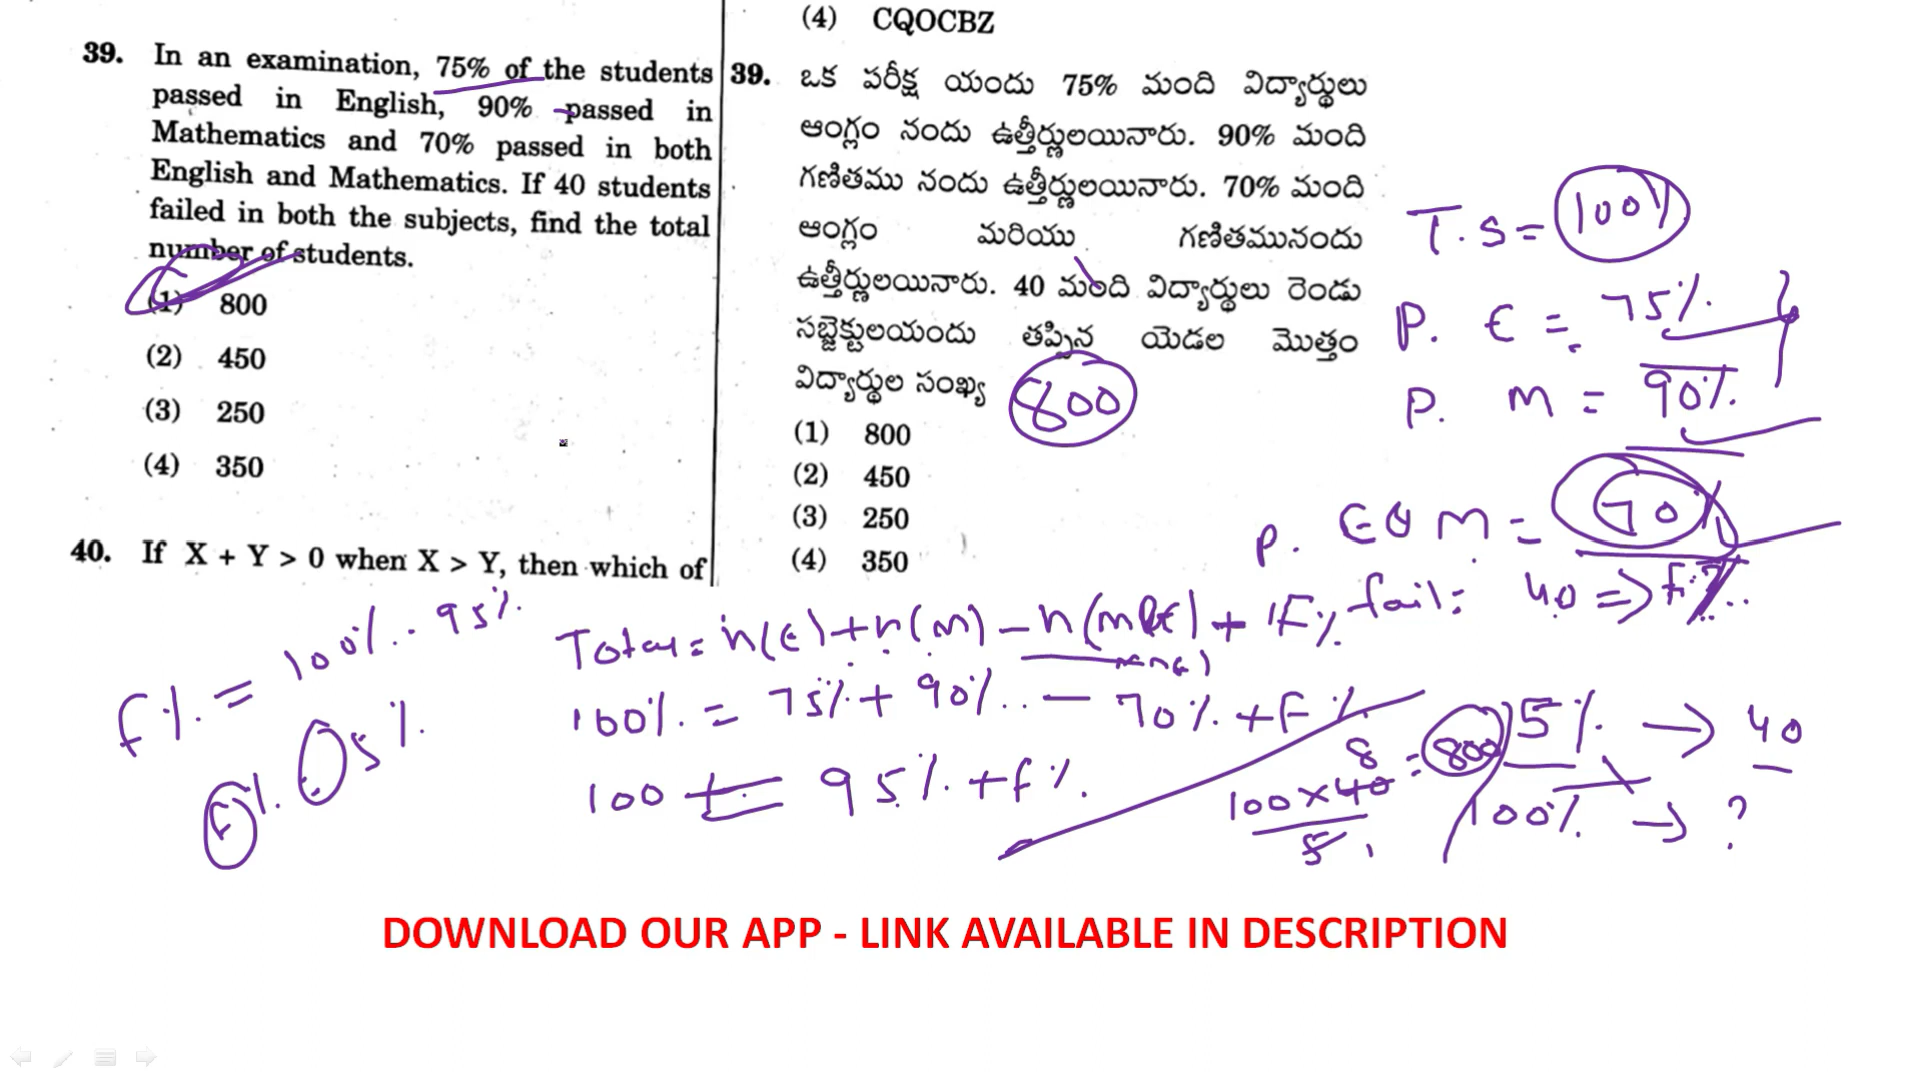 (4) CQOCBZ
39. In an examination, 75% of the students
passed in English, 90% passed in
Mathematics and 70% passed in both
English and Mathematics. If 40 students
failed in both the subjects, find the total
number of students.
(1) 800
(2) 450
(3) 250
(4) 350
40. If X + Y > 0 when X > Y, then which of
39. ఒక పరీక్ష యందు 75% మంది విద్యార్థులు
ఆంగ్లం నందు ఉత్తీర్ణులయినారు. 90% మంది
గణితము నందు ఉత్తీర్ణులయినారు. 70% మంది
ఆంగ్లం మరియు గణితమునందు
ఉత్తీర్ణులయినారు. 40 మంది విద్యార్థులు రెండు
సబ్జెక్టులయందు తప్పిన యెడల మొత్తం
విద్యార్థుల సంఖ్య
800
(1) 800
(2) 450
(3) 250
(4) 350
T.S = 100%
P. E = 75%
P. M = 90%
P. E & M = 70%
fail: 40 => f%
Total = n(E) + n(M) - n(M&E) + F%
100% = 75% + 90% - 70% + F%
100 = 95% + f%
f% = 100% - 95%
5%
5% → 40
100% → ?
100 × 40 8 = 800
5
DOWNLOAD OUR APP - LINK AVAILABLE IN DESCRIPTION